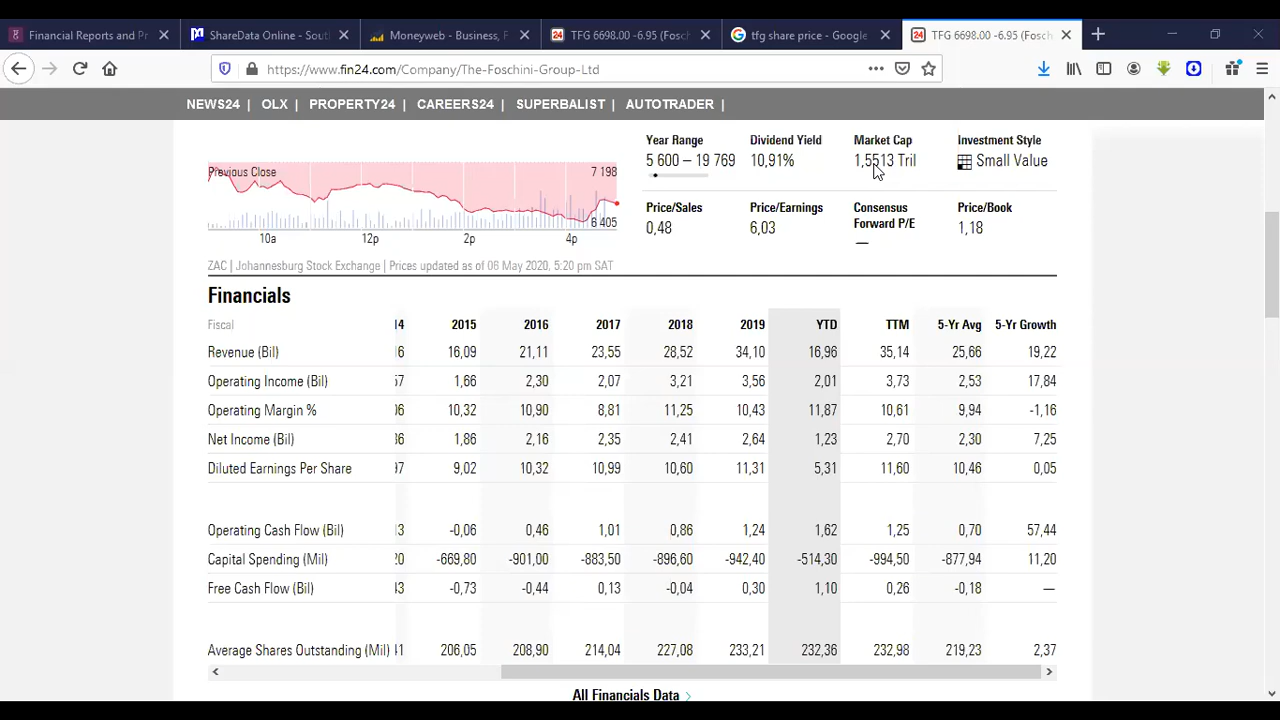 Financial Reports and Pr
ShareData Online - Sout
Moneyweb - Business, F
TFG 6698.00 -6.95 (Fosch
tfg share price - Google
TFG 6698.00 -6.95 (Fosch
https://www.fin24.com/Company/The-Foschini-Group-Ltd
NEWS24 | OLX | PROPERTY24 | CAREERS24 | SUPERBALIST | AUTOTRADER |
Year Range Dividend Yield Market Cap Investment Style
5 600 – 19 769 10,91% 1,5513 Tril Small Value
Previous Close 7 198
Price/Sales Price/Earnings Consensus Forward P/E Price/Book
0,48 6,03 — 1,18
6 405
10a 12p 2p 4p
ZAC | Johannesburg Stock Exchange | Prices updated as of 06 May 2020, 5:20 pm SAT
Financials
Fiscal 14 2015 2016 2017 2018 2019 YTD TTM 5-Yr Avg 5-Yr Growth
Revenue (Bil) 6 16,09 21,11 23,55 28,52 34,10 16,96 35,14 25,66 19,22
Operating Income (Bil) 57 1,66 2,30 2,07 3,21 3,56 2,01 3,73 2,53 17,84
Operating Margin % 6 10,32 10,90 8,81 11,25 10,43 11,87 10,61 9,94 -1,16
Net Income (Bil) 6 1,86 2,16 2,35 2,41 2,64 1,23 2,70 2,30 7,25
Diluted Earnings Per Share 97 9,02 10,32 10,99 10,60 11,31 5,31 11,60 10,46 0,05
Operating Cash Flow (Bil) 3 -0,06 0,46 1,01 0,86 1,24 1,62 1,25 0,70 57,44
Capital Spending (Mil) 20 -669,80 -901,00 -883,50 -896,60 -942,40 -514,30 -994,50 -877,94 11,20
Free Cash Flow (Bil) 43 -0,73 -0,44 0,13 -0,04 0,30 1,10 0,26 -0,18 —
Average Shares Outstanding (Mil) 41 206,05 208,90 214,04 227,08 233,21 232,36 232,98 219,23 2,37
All Financials Data